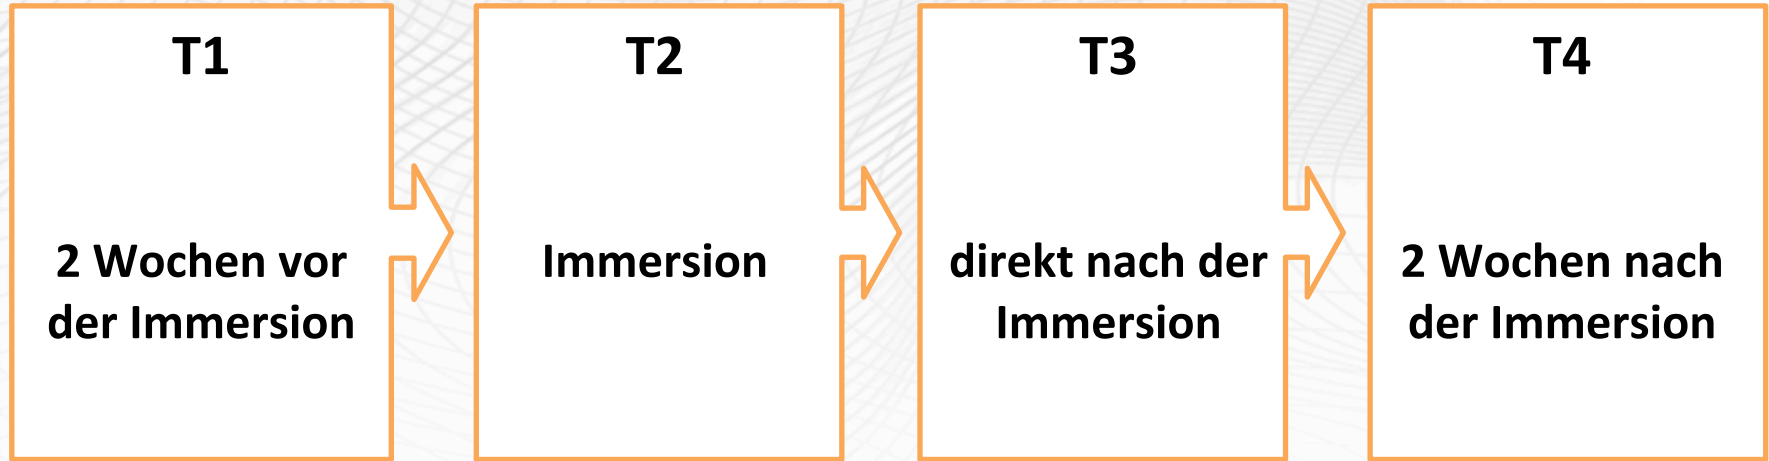 T1
2 Wochen vor
der Immersion
T2
Immersion
T3
direkt nach der
Immersion
T4
2 Wochen nach
der Immersion